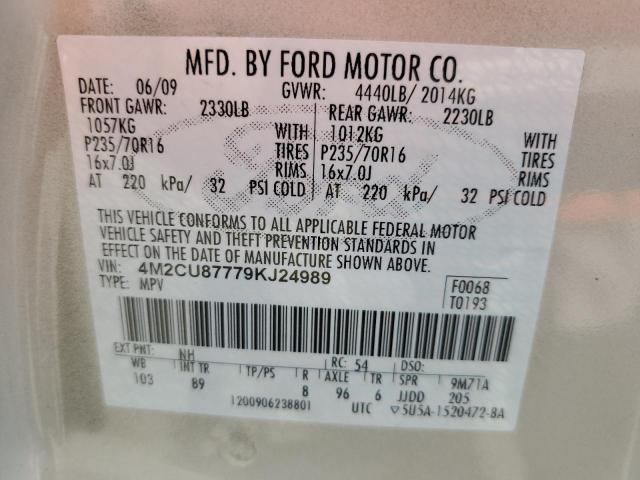 MFD. BY FORD MOTOR CO.
DATE: 06/09 GVWR: 4440LB/ 2014KG
FRONT GAWR: 2330LB REAR GAWR: 2230LB
1057KG WITH 1012KG WITH
P235/70R16 TIRES P235/70R16 TIRES
16x7.0J RIMS 16x7.0J RIMS
AT 220 kPa/ 32 PSI COLD AT 220 kPa/ 32 PSI COLD
THIS VEHICLE CONFORMS TO ALL APPLICABLE FEDERAL MOTOR
VEHICLE SAFETY AND THEFT PREVENTION STANDARDS IN
EFFECT ON THE DATE OF MANUFACTURE SHOWN ABOVE.
VIN: 4M2CU87779KJ24989 F0068
TYPE: MPV T0193
EXT PNT: NH RC: 54 DSO:
WB INT TR TP/PS R AXLE TR SPR 9M71A
103 89 8 96 6 JJDD 205
1200906238801 UTC ▽5U5A-1520472-BA
Ford